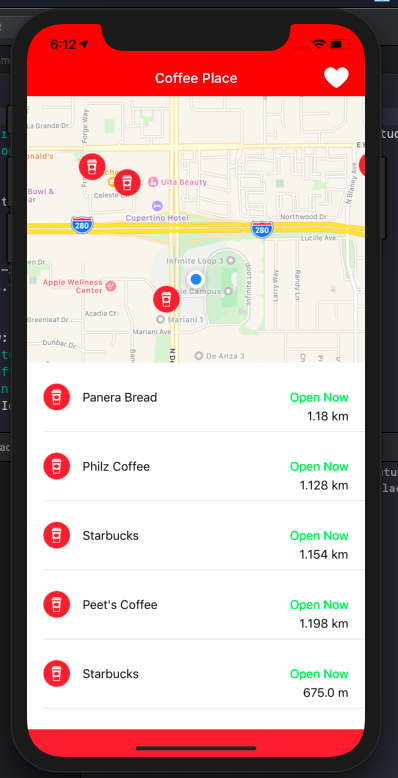 6:12
Coffee Place
La Grande Dr
Forge Way
onald's
Bowl &
ar
Celeste
Ulta Beauty
Cupertino Hotel
N Blaney Av
280
280
Northwood Dr
Lucille Ave
Infinite Loop 3
Apple Wellness
Center
Campus
Infinite Loop
Larry Way
Randy Ln
Acadia Ct
Greenleaf Dr
Mariani 1
Mariani Ave
Dunbar Dr
De Anza 3
Panera Bread
Open Now
1.18 km
Philz Coffee
Open Now
1.128 km
Starbucks
Open Now
1.154 km
Peet's Coffee
Open Now
1.198 km
Starbucks
Open Now
675.0 m